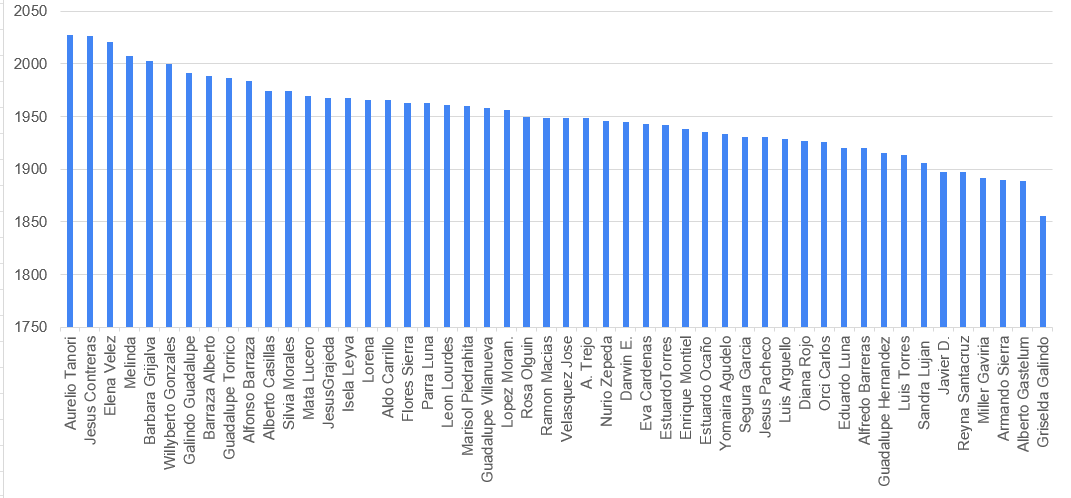 2050
2000
1950
1900
1850
1800
1750
Aurelio Tanori
Jesus Contreras
Elena Velez
Melinda
Barbara Grijalva
Willyberto Gonzales
Galindo Guadalupe
Barraza Alberto
Guadalupe Torrico
Alfonso Barraza
Alberto Casillas
Silvia Morales
Mata Lucero
JesusGrajeda
Isela Leyva
Lorena
Aldo Carrillo
Flores Sierra
Parra Luna
Leon Lourdes
Marisol Piedrahita
Guadalupe Villanueva
Lopez Moran.
Rosa Olguin
Ramon Macias
Velasquez Jose
A. Trejo
Nurio Zepeda
Darwin E.
Eva Cardenas
EstuardoTorres
Enrique Montiel
Estuardo Ocaño
Yomaira Agudelo
Segura Garcia
Jesus Pacheco
Luis Arguello
Diana Rojo
Orci Carlos
Eduardo Luna
Alfredo Barreras
Guadalupe Hernandez
Luis Torres
Sandra Lujan
Javier D.
Reyna Santacruz
Miller Gaviria
Armando Sierra
Alberto Gastelum
Griselda Galindo